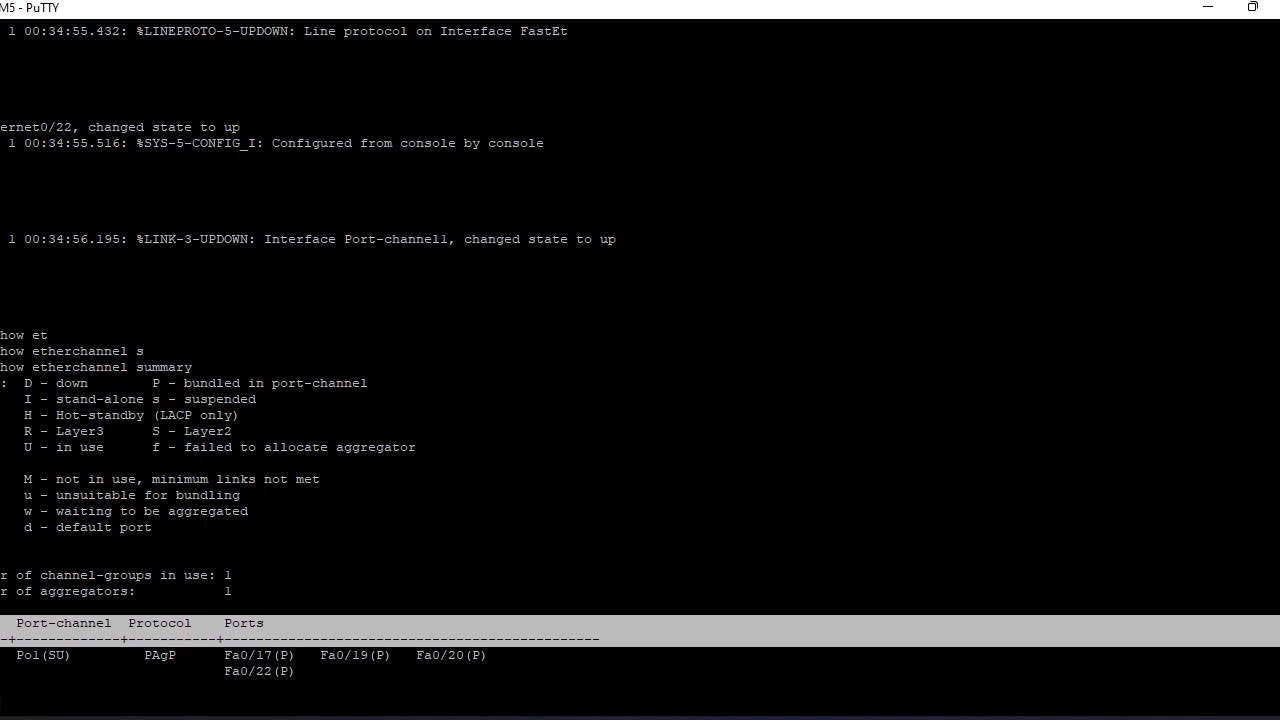 M5 - PuTTY
1 00:34:55.432: %LINEPROTO-5-UPDOWN: Line protocol on Interface FastEt
ernet0/22, changed state to up
1 00:34:55.516: %SYS-5-CONFIG_I: Configured from console by console
1 00:34:56.195: %LINK-3-UPDOWN: Interface Port-channel1, changed state to up
how et
how etherchannel s
how etherchannel summary
: D - down P - bundled in port-channel
I - stand-alone s - suspended
H - Hot-standby (LACP only)
R - Layer3 S - Layer2
U - in use f - failed to allocate aggregator
M - not in use, minimum links not met
u - unsuitable for bundling
w - waiting to be aggregated
d - default port
r of channel-groups in use: 1
r of aggregators: 1
Port-channel Protocol Ports
-+-------------+-----------+-----------------------------------------------
Po1(SU) PAgP Fa0/17(P) Fa0/19(P) Fa0/20(P)
Fa0/22(P)